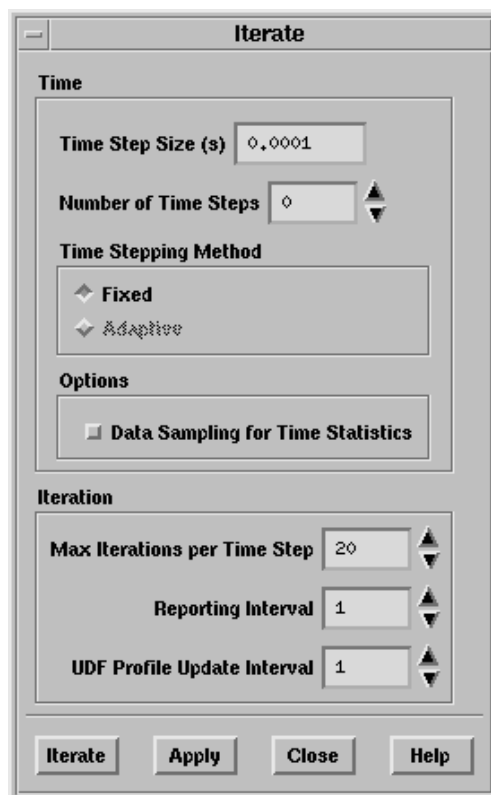 Iterate
Time
Time Step Size (s) 0.0001
Number of Time Steps 0
Time Stepping Method
Fixed
Adaptive
Options
Data Sampling for Time Statistics
Iteration
Max Iterations per Time Step 20
Reporting Interval 1
UDF Profile Update Interval 1
Iterate Apply Close Help